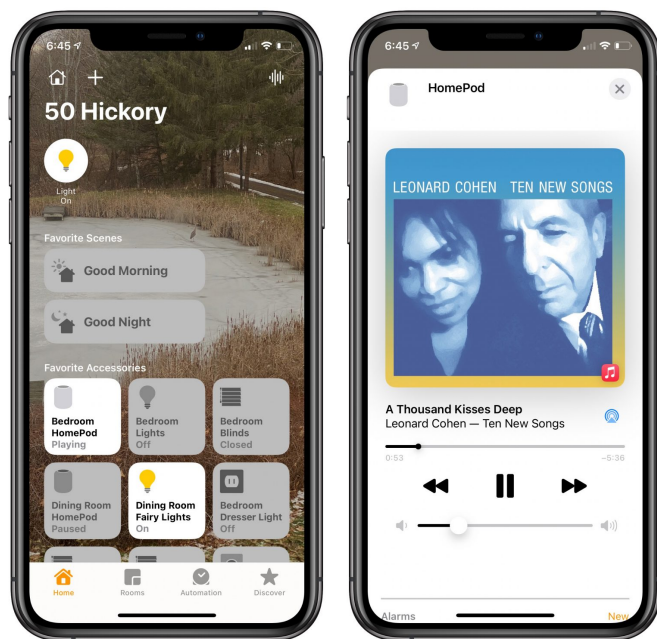 6:45
50 Hickory
Light
On
Favorite Scenes
Good Morning
Good Night
Favorite Accessories
Bedroom
HomePod
Playing
Bedroom
Lights
Off
Bedroom
Blinds
Closed
Dining Room
HomePod
Paused
Dining Room
Fairy Lights
On
Bedroom
Dresser Light
Off
Home
Rooms
Automation
Discover
6:45
HomePod
LEONARD COHEN TEN NEW SONGS
A Thousand Kisses Deep
Leonard Cohen — Ten New Songs
0:53
-5:36
Alarms
New